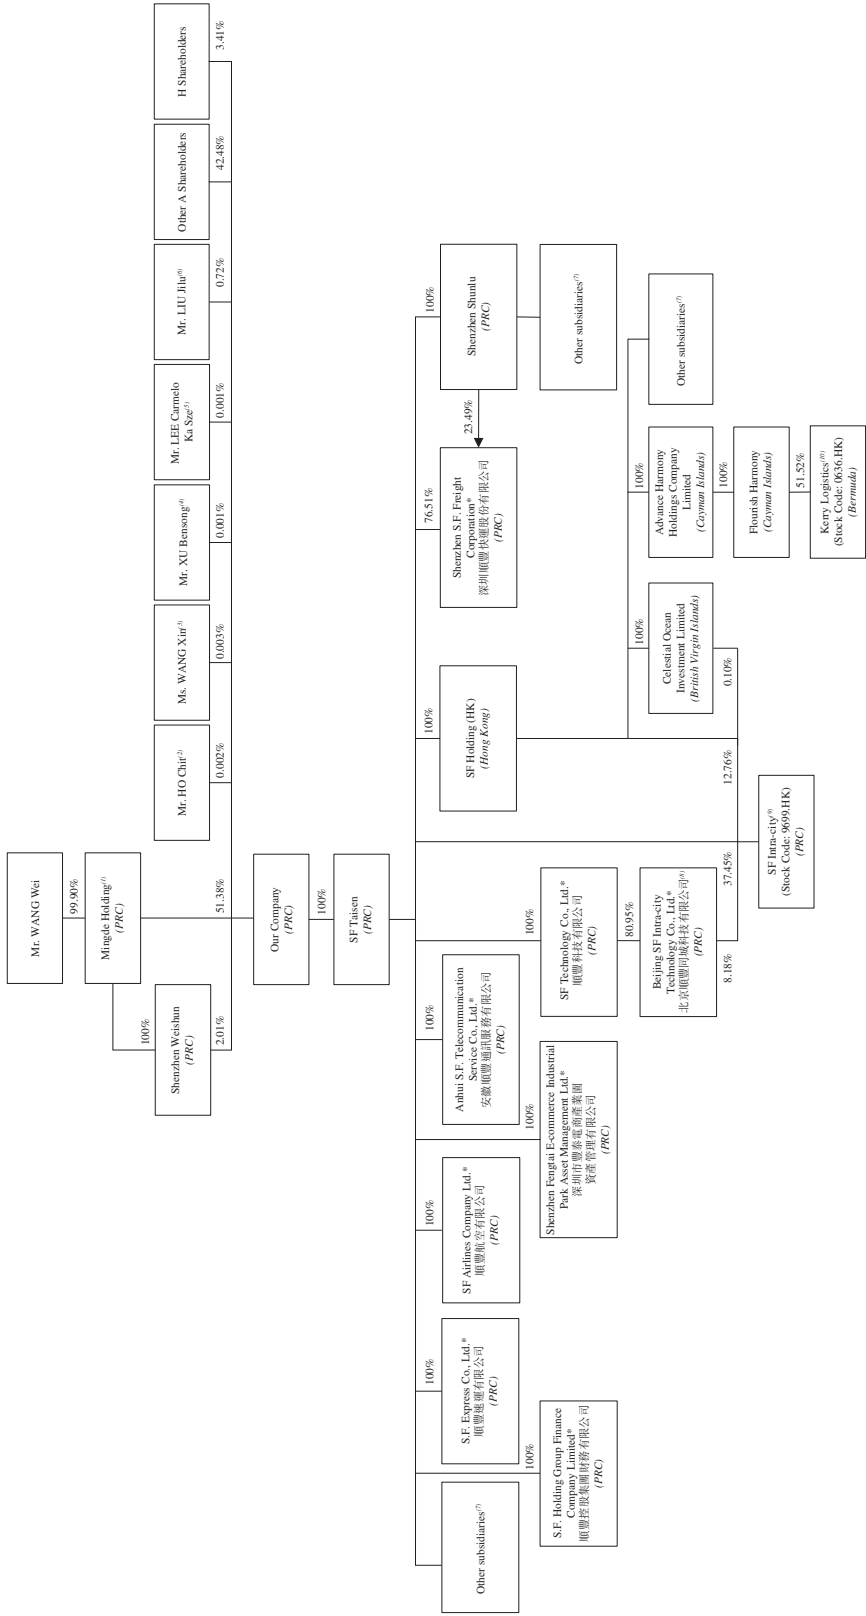 Mr. WANG Wei
99.90%
Mingde Holding(1)
(PRC)
100%
Shenzhen Weishun
(PRC)
2.01%
51.38%
Mr. HO Chit(2)
0.002%
Ms. WANG Xin(3)
0.003%
Mr. XU Bensong(4)
0.001%
Mr. LEE Carmelo
Ka Sze(5)
0.001%
Mr. LIU Jilu(6)
0.72%
Other A Shareholders
42.48%
H Shareholders
3.41%
Our Company
(PRC)
100%
SF Taisen
(PRC)
Other subsidiaries(7)
100%
S.F. Holding Group Finance
Company Limited*
順豐控股集團財務有限公司
(PRC)
100%
S.F. Express Co., Ltd.*
順豐速運有限公司
(PRC)
100%
SF Airlines Company Ltd.*
順豐航空有限公司
(PRC)
100%
Shenzhen Fengtai E-commerce Industrial
Park Asset Management Ltd.*
深圳市豐泰電商產業園
資產管理有限公司
(PRC)
100%
Anhui S.F. Telecommunication
Service Co., Ltd.*
安徽順豐通訊服務有限公司
(PRC)
100%
SF Technology Co., Ltd.*
順豐科技有限公司
(PRC)
80.95%
Beijing SF Intra-city
Technology Co., Ltd.*
北京順豐同城科技有限公司(8)
(PRC)
8.18%
37.45%
12.76%
0.10%
SF Intra-city(9)
(Stock Code: 9699.HK)
(PRC)
100%
SF Holding (HK)
(Hong Kong)
100%
Celestial Ocean
Investment Limited
(British Virgin Islands)
100%
Advance Harmony
Holdings Company
Limited
(Cayman Islands)
100%
Flourish Harmony
(Cayman Islands)
51.52%
Kerry Logistics(10)
(Stock Code: 0636.HK)
(Bermuda)
Other subsidiaries(7)
76.51%
Shenzhen S.F. Freight
Corporation*
深圳順豐快運股份有限公司
(PRC)
23.49%
100%
Shenzhen Shunlu
(PRC)
Other subsidiaries(7)